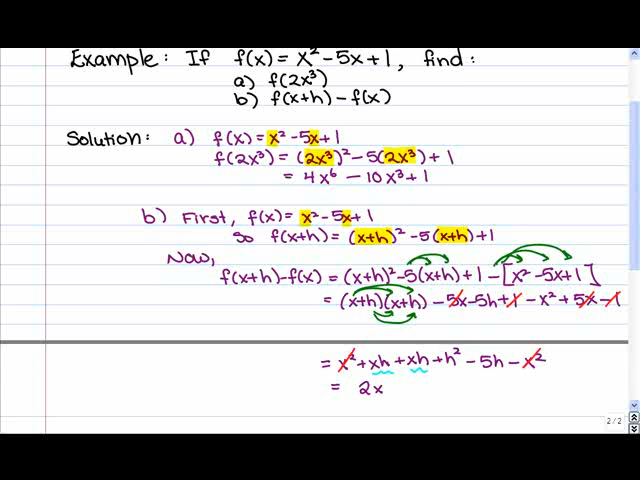 Example: If f(x) = x² - 5x + 1, find:
a) f(2x³)
b) f(x+h) - f(x)
Solution: a) f(x) = x² - 5x + 1
f(2x³) = (2x³)² - 5(2x³) + 1
= 4x⁶ - 10x³ + 1
b) First, f(x) = x² - 5x + 1
so f(x+h) = (x+h)² - 5(x+h) + 1
Now,
f(x+h) - f(x) = (x+h)² - 5(x+h) + 1 - [x² - 5x + 1]
= (x+h)(x+h) - 5x - 5h + 1 - x² + 5x - 1
= x² + xh + xh + h² - 5h - x²
= 2x
2 / 2